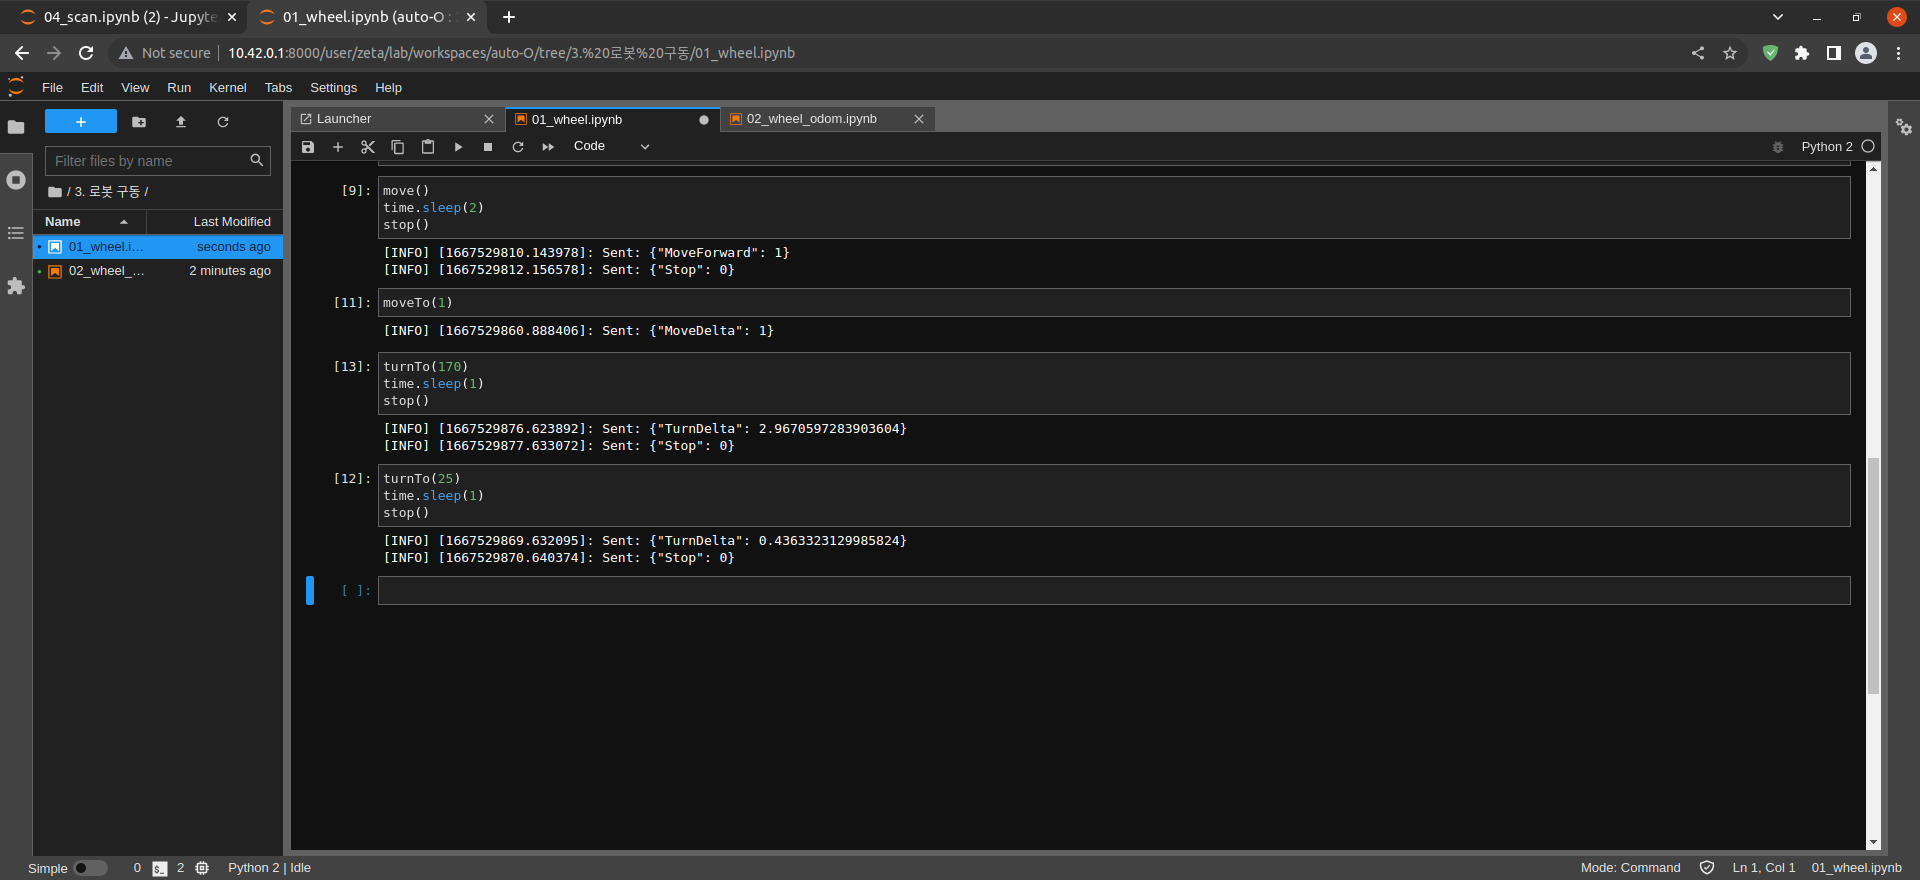 04_scan.ipynb (2) - Jupyte
01_wheel.ipynb (auto-O :
Not secure
10.42.0.1:8000/user/zeta/lab/workspaces/auto-O/tree/3.%20로봇%20구동/01_wheel.ipynb
File Edit View Run Kernel Tabs Settings Help
Launcher
01_wheel.ipynb
02_wheel_odom.ipynb
Code
Python 2
Filter files by name
/ 3. 로봇 구동 /
Name Last Modified
01_wheel.i... seconds ago
02_wheel_... 2 minutes ago
[9]: move()
time.sleep(2)
stop()
[INFO] [1667529810.143978]: Sent: {"MoveForward": 1}
[INFO] [1667529812.156578]: Sent: {"Stop": 0}
[11]: moveTo(1)
[INFO] [1667529860.888406]: Sent: {"MoveDelta": 1}
[13]: turnTo(170)
time.sleep(1)
stop()
[INFO] [1667529876.623892]: Sent: {"TurnDelta": 2.9670597283903604}
[INFO] [1667529877.633072]: Sent: {"Stop": 0}
[12]: turnTo(25)
time.sleep(1)
stop()
[INFO] [1667529869.632095]: Sent: {"TurnDelta": 0.4363323129985824}
[INFO] [1667529870.640374]: Sent: {"Stop": 0}
[ ]:
Simple 0 $_ 2 Python 2 | Idle Mode: Command Ln 1, Col 1 01_wheel.ipynb